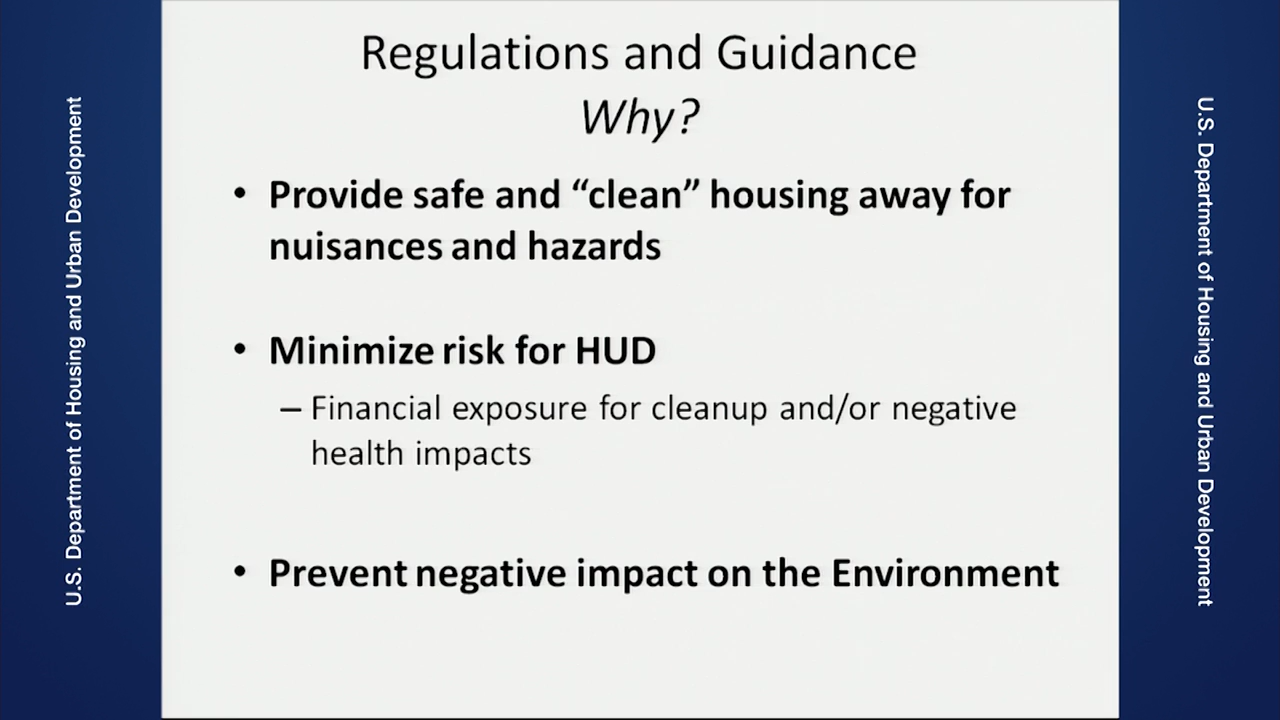 Regulations and Guidance
Why?
• Provide safe and “clean” housing away for
nuisances and hazards
• Minimize risk for HUD
– Financial exposure for cleanup and/or negative
health impacts
• Prevent negative impact on the Environment
U.S. Department of Housing and Urban Development
U.S. Department of Housing and Urban Development